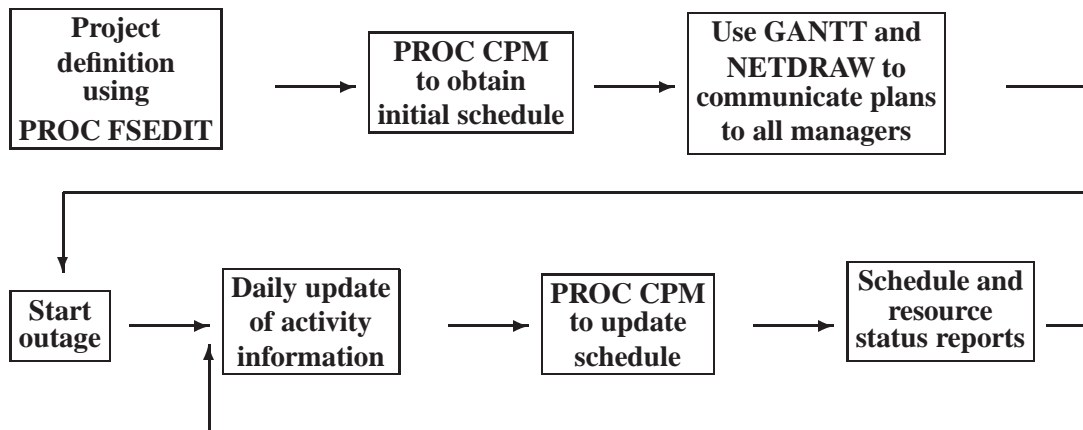 Project
definition
using
PROC FSEDIT
PROC CPM
to obtain
initial schedule
Use GANTT and
NETDRAW to
communicate plans
to all managers
Start
outage
Daily update
of activity
information
PROC CPM
to update
schedule
Schedule and
resource
status reports